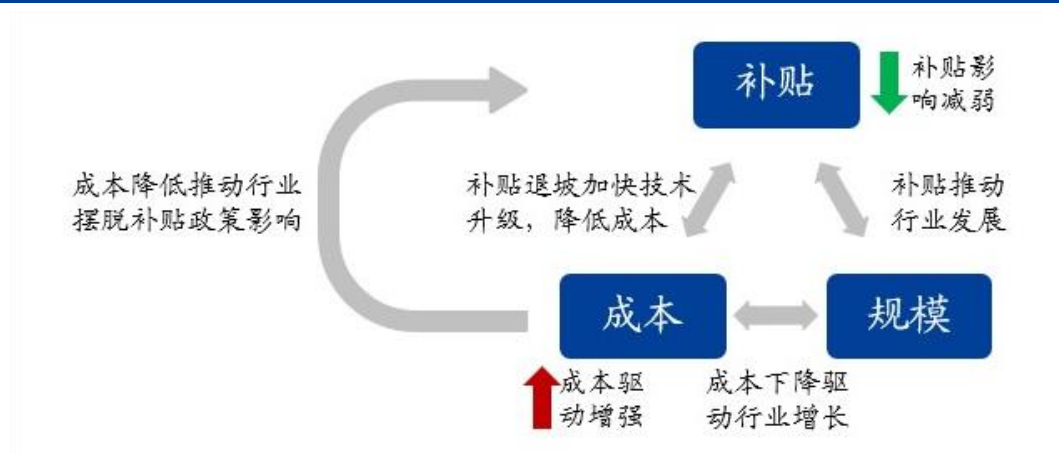 补贴
补贴影
响减弱
成本降低推动行业
摆脱补贴政策影响
补贴退坡加快技术
升级，降低成本
补贴推动
行业发展
成本
规模
成本驱
动增强
成本下降驱
动行业增长